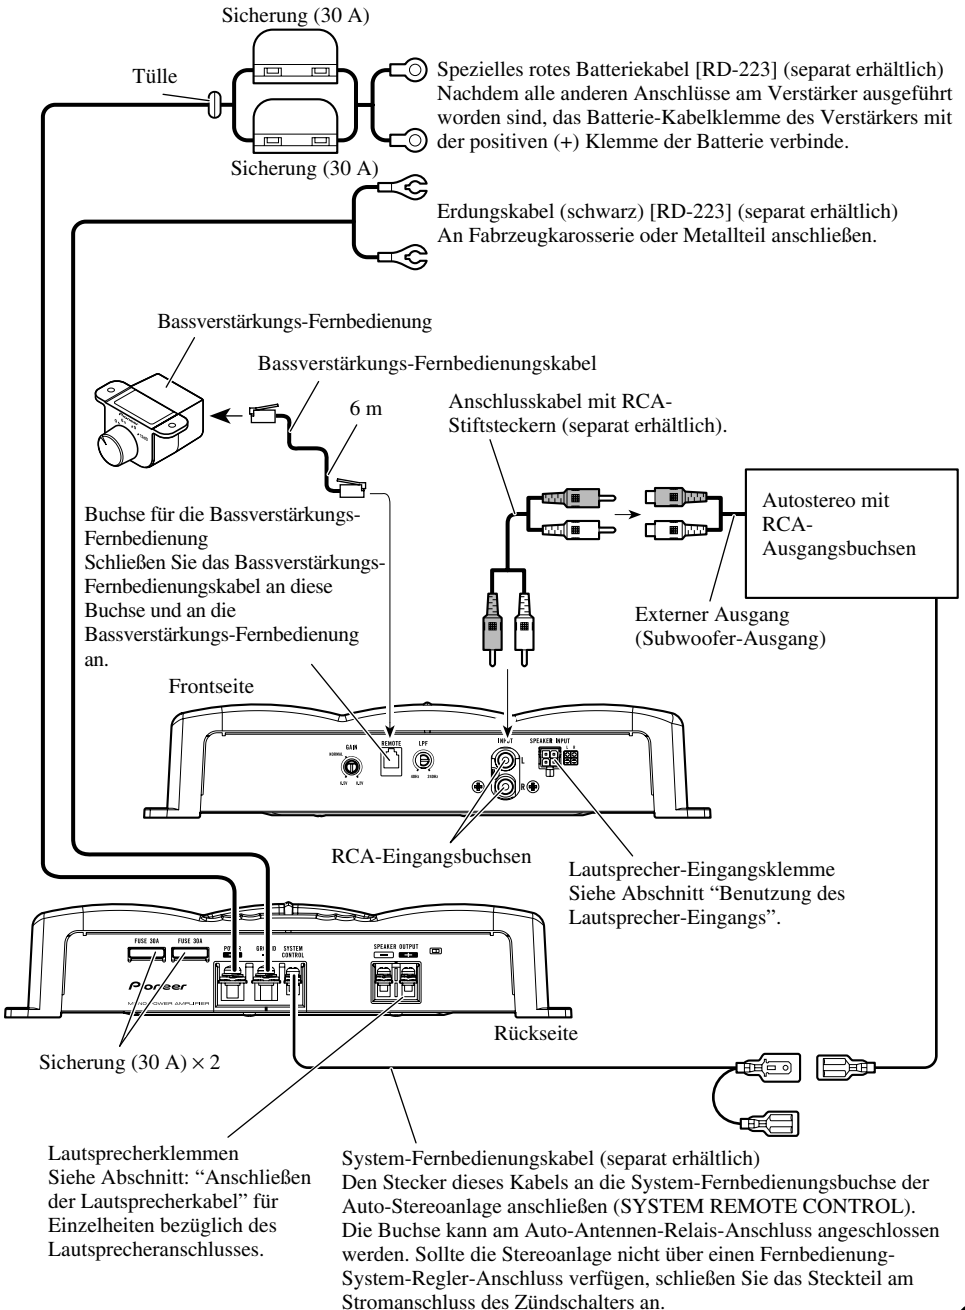 Sicherung (30 A)
Tülle
Spezielles rotes Batteriekabel [RD-223] (separat erhältlich)
Nachdem alle anderen Anschlüsse am Verstärker ausgeführt
worden sind, das Batterie-Kabelklemme des Verstärkers mit
der positiven (+) Klemme der Batterie verbinde.
Sicherung (30 A)
Erdungskabel (schwarz) [RD-223] (separat erhältlich)
An Fabrzeugkarosserie oder Metallteil anschließen.
Bassverstärkungs-Fernbedienung
Bassverstärkungs-Fernbedienungskabel
6 m
Anschlusskabel mit RCA-
Stiftsteckern (separat erhältlich).
Autostereo mit
RCA-
Ausgangsbuchsen
Buchse für die Bassverstärkungs-
Fernbedienung
Schließen Sie das Bassverstärkungs-
Fernbedienungskabel an diese
Buchse und an die
Bassverstärkungs-Fernbedienung
an.
Externer Ausgang
(Subwoofer-Ausgang)
Frontseite
GAIN
NORMAL
REMOTE
LPF
INPUT
L
R
SPEAKER INPUT
L R
RCA-Eingangsbuchsen
Lautsprecher-Eingangsklemme
Siehe Abschnitt “Benutzung des
Lautsprecher-Eingangs”.
FUSE 30A
FUSE 30A
POWER
GROUND
SYSTEM
CONTROL
SPEAKER OUTPUT
Pioneer
MONO POWER AMPLIFIER
Rückseite
Sicherung (30 A) × 2
Lautsprecherklemmen
Siehe Abschnitt: “Anschließen
der Lautsprecherkabel” für
Einzelheiten bezüglich des
Lautsprecheranschlusses.
System-Fernbedienungskabel (separat erhältlich)
Den Stecker dieses Kabels an die System-Fernbedienungsbuchse der
Auto-Stereoanlage anschließen (SYSTEM REMOTE CONTROL).
Die Buchse kann am Auto-Antennen-Relais-Anschluss angeschlossen
werden. Sollte die Stereoanlage nicht über einen Fernbedienung-
System-Regler-Anschluss verfügen, schließen Sie das Steckteil am
Stromanschluss des Zündschalters an.